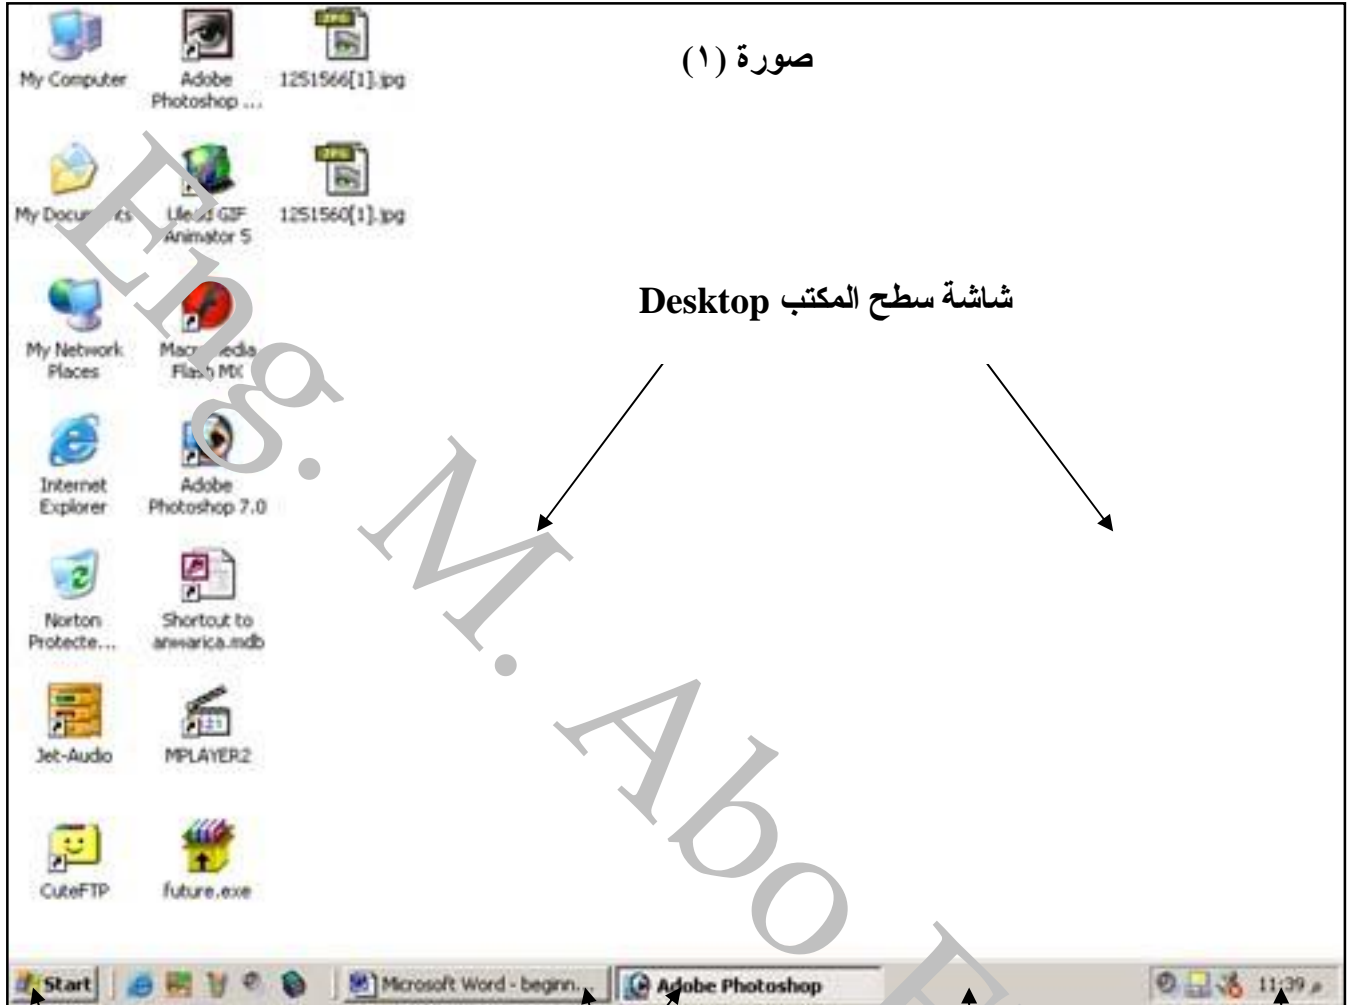 صورة (١)
شاشة سطح المكتب Desktop
My Computer
Adobe
Photoshop ...
1251566[1].jpg
My Documents
Ulead GIF
Animator 5
1251560[1].jpg
My Network
Places
Macromedia
Flash MX
Internet
Explorer
Adobe
Photoshop 7.0
Norton
Protecte...
Shortcut to
anwarica.mdb
Jet-Audio
MPLAYER2
CuteFTP
future.exe
Start
Microsoft Word - beginn...
Adobe Photoshop
11:39 م
Eng. M. Abo